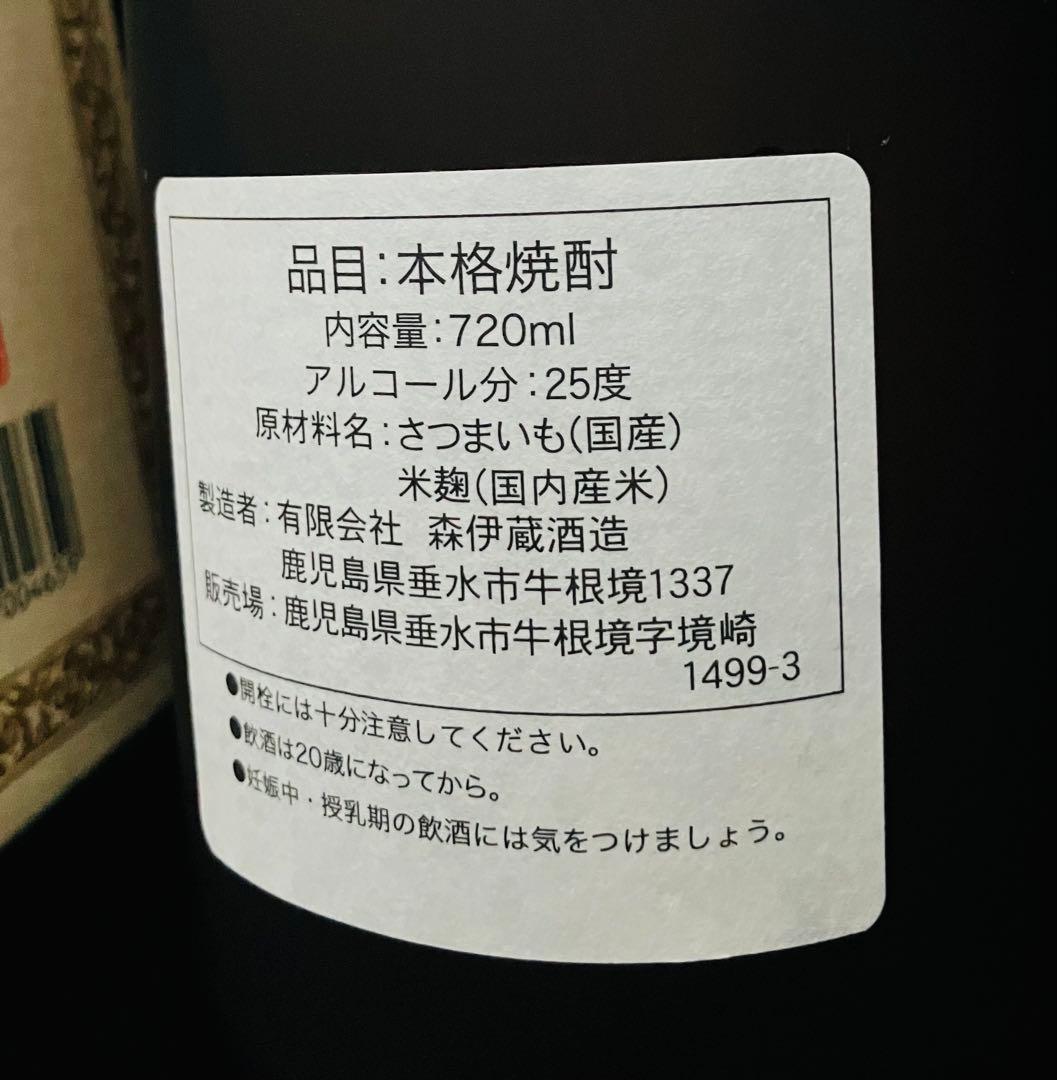 品目:本格焼酎
内容量:720ml
アルコール分:25度
原材料名:さつまいも(国産)
米麹(国内産米)
製造者:有限会社 森伊蔵酒造
鹿児島県垂水市牛根境1337
販売場:鹿児島県垂水市牛根境字境崎
1499-3
●開栓には十分注意してください。
●飲酒は20歳になってから。
●妊娠中・授乳期の飲酒には気をつけましょう。